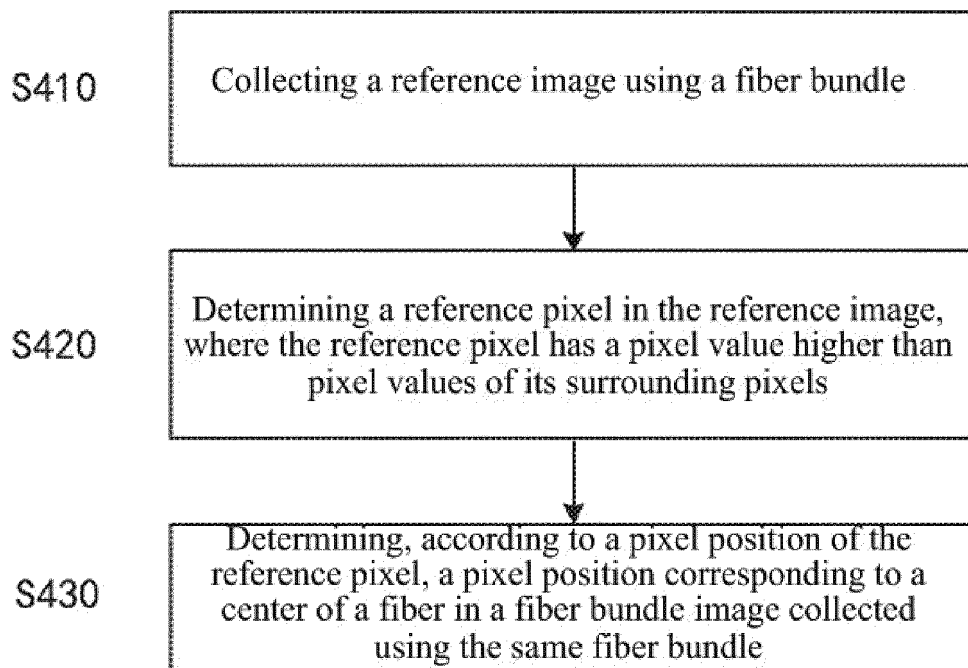 S410
Collecting a reference image using a fiber bundle
S420
Determining a reference pixel in the reference image,
where the reference pixel has a pixel value higher than
pixel values of its surrounding pixels
S430
Determining, according to a pixel position of the
reference pixel, a pixel position corresponding to a
center of a fiber in a fiber bundle image collected
using the same fiber bundle